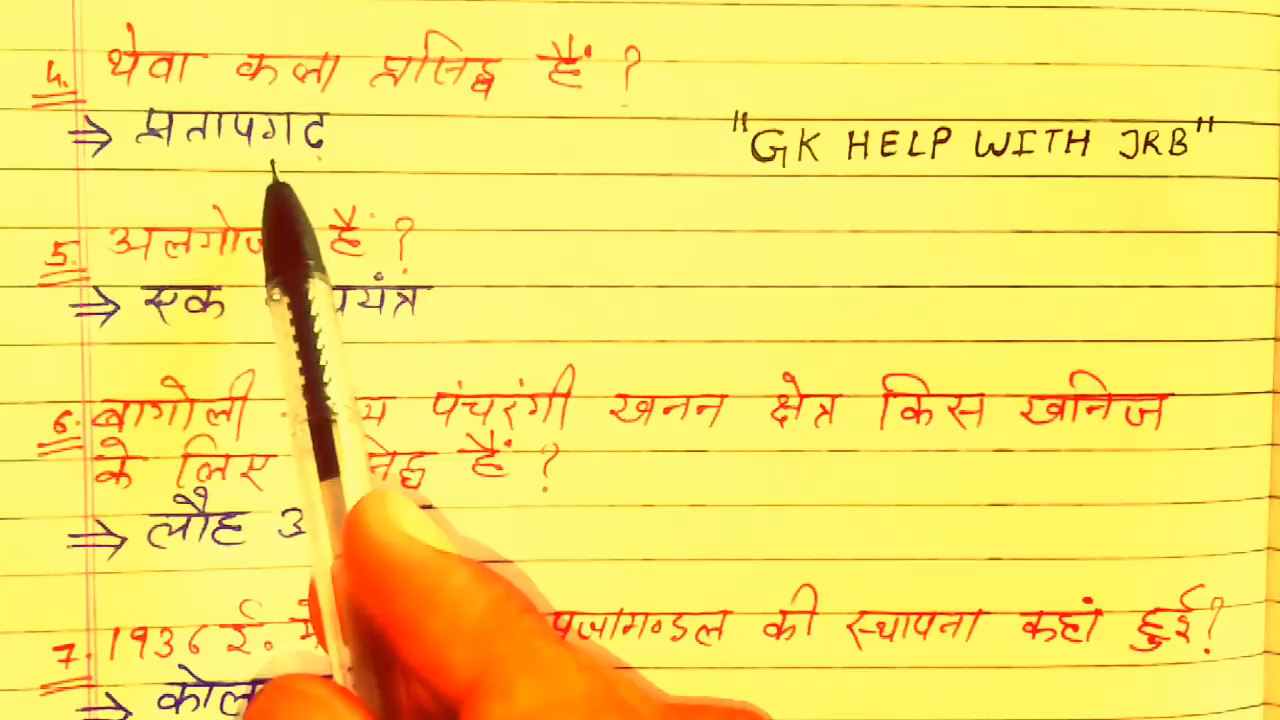 4. थेवा कला प्रसिद्ध हैं ?
⇒ प्रतापगढ़
"GK HELP WITH JRB"
5. हैं ?
⇒ एक
6. बागोली पंचरंगी खनन क्षेत्र किस खनिज
के लिए हैं ?
⇒ लौह
7. 1936 ई. में प्रजामण्डल की स्थापना कहां हुई?
⇒